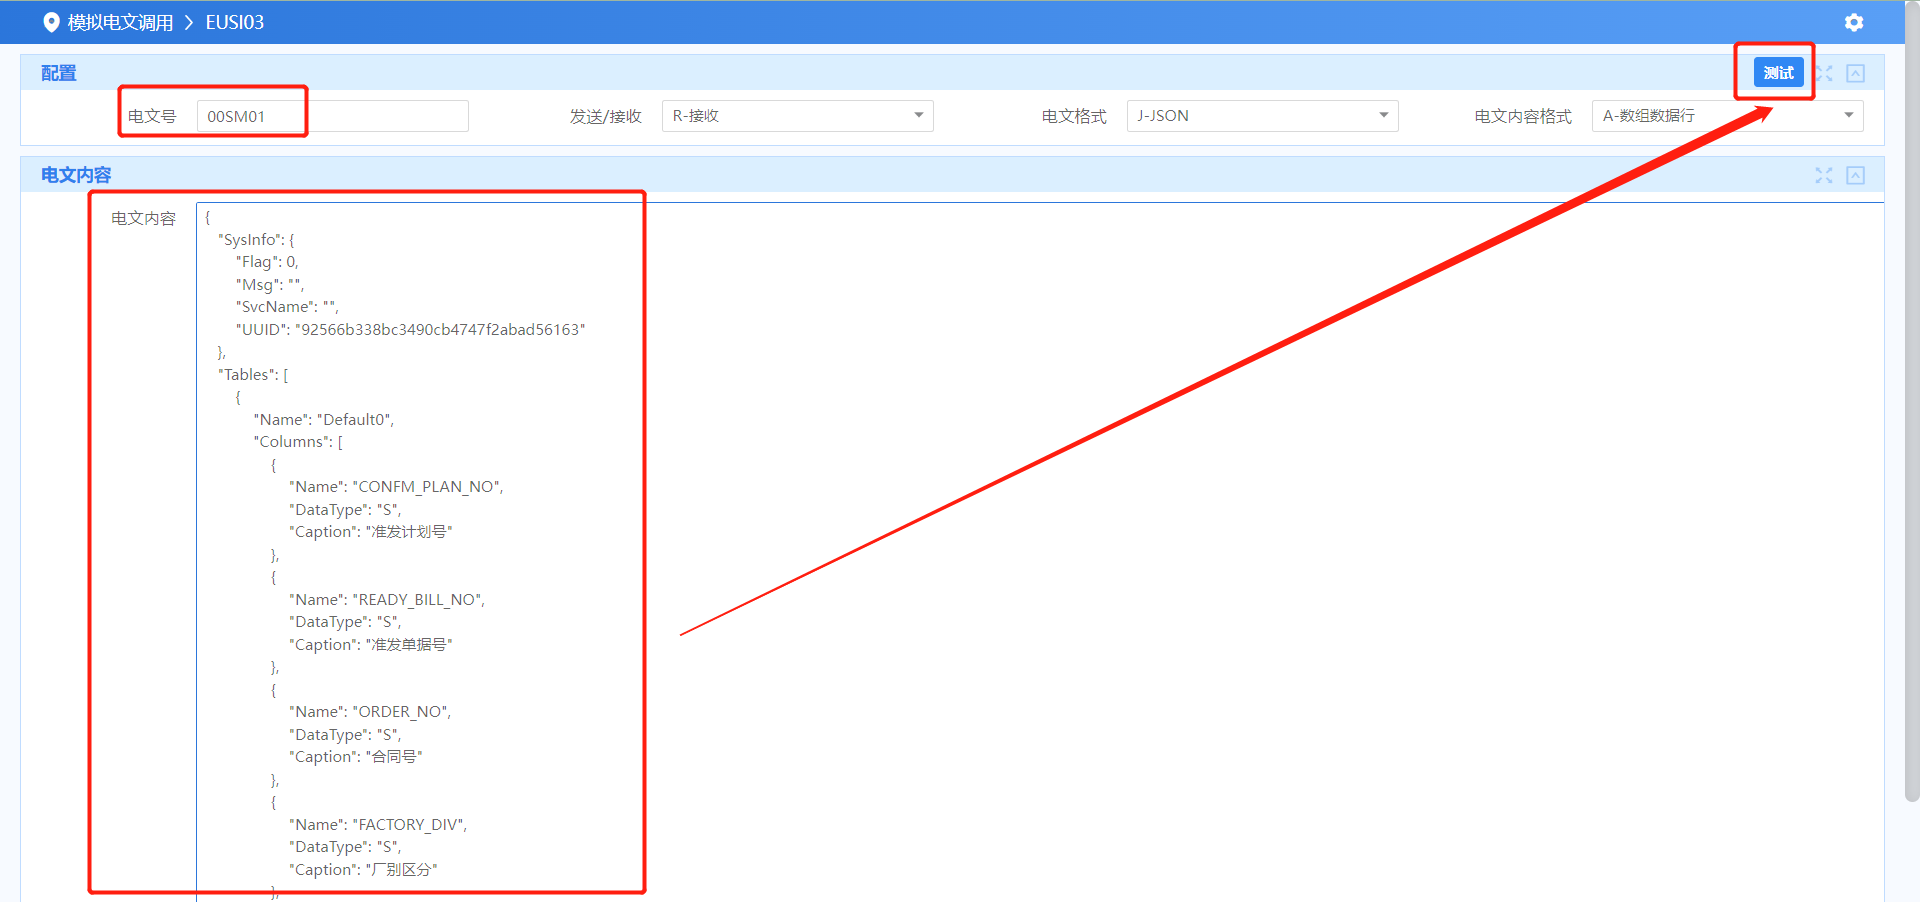 模拟电文调用 > EUSI03
配置
测试
电文号 00SM01 发送/接收 R-接收 电文格式 J-JSON 电文内容格式 A-数组数据行
电文内容
电文内容
{
"SysInfo": {
"Flag": 0,
"Msg": "",
"SvcName": "",
"UUID": "92566b338bc3490cb4747f2abad56163"
},
"Tables": [
{
"Name": "Default0",
"Columns": [
{
"Name": "CONFM_PLAN_NO",
"DataType": "S",
"Caption": "准发计划号"
},
{
"Name": "READY_BILL_NO",
"DataType": "S",
"Caption": "准发单据号"
},
{
"Name": "ORDER_NO",
"DataType": "S",
"Caption": "合同号"
},
{
"Name": "FACTORY_DIV",
"DataType": "S",
"Caption": "厂别区分"
},